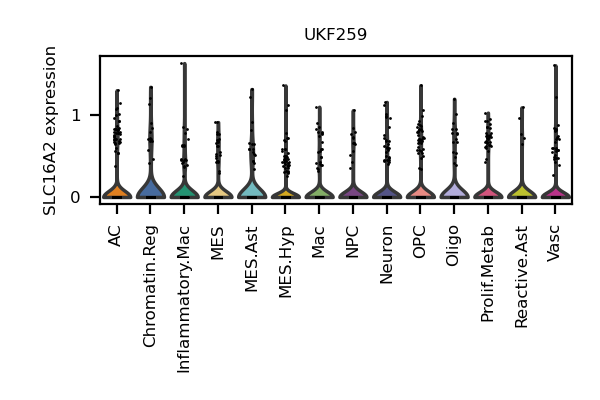 UKF259
SLC16A2 expression
1
0
AC
Chromatin.Reg
Inflammatory.Mac
MES
MES.Ast
MES.Hyp
Mac
NPC
Neuron
OPC
Oligo
Prolif.Metab
Reactive.Ast
Vasc